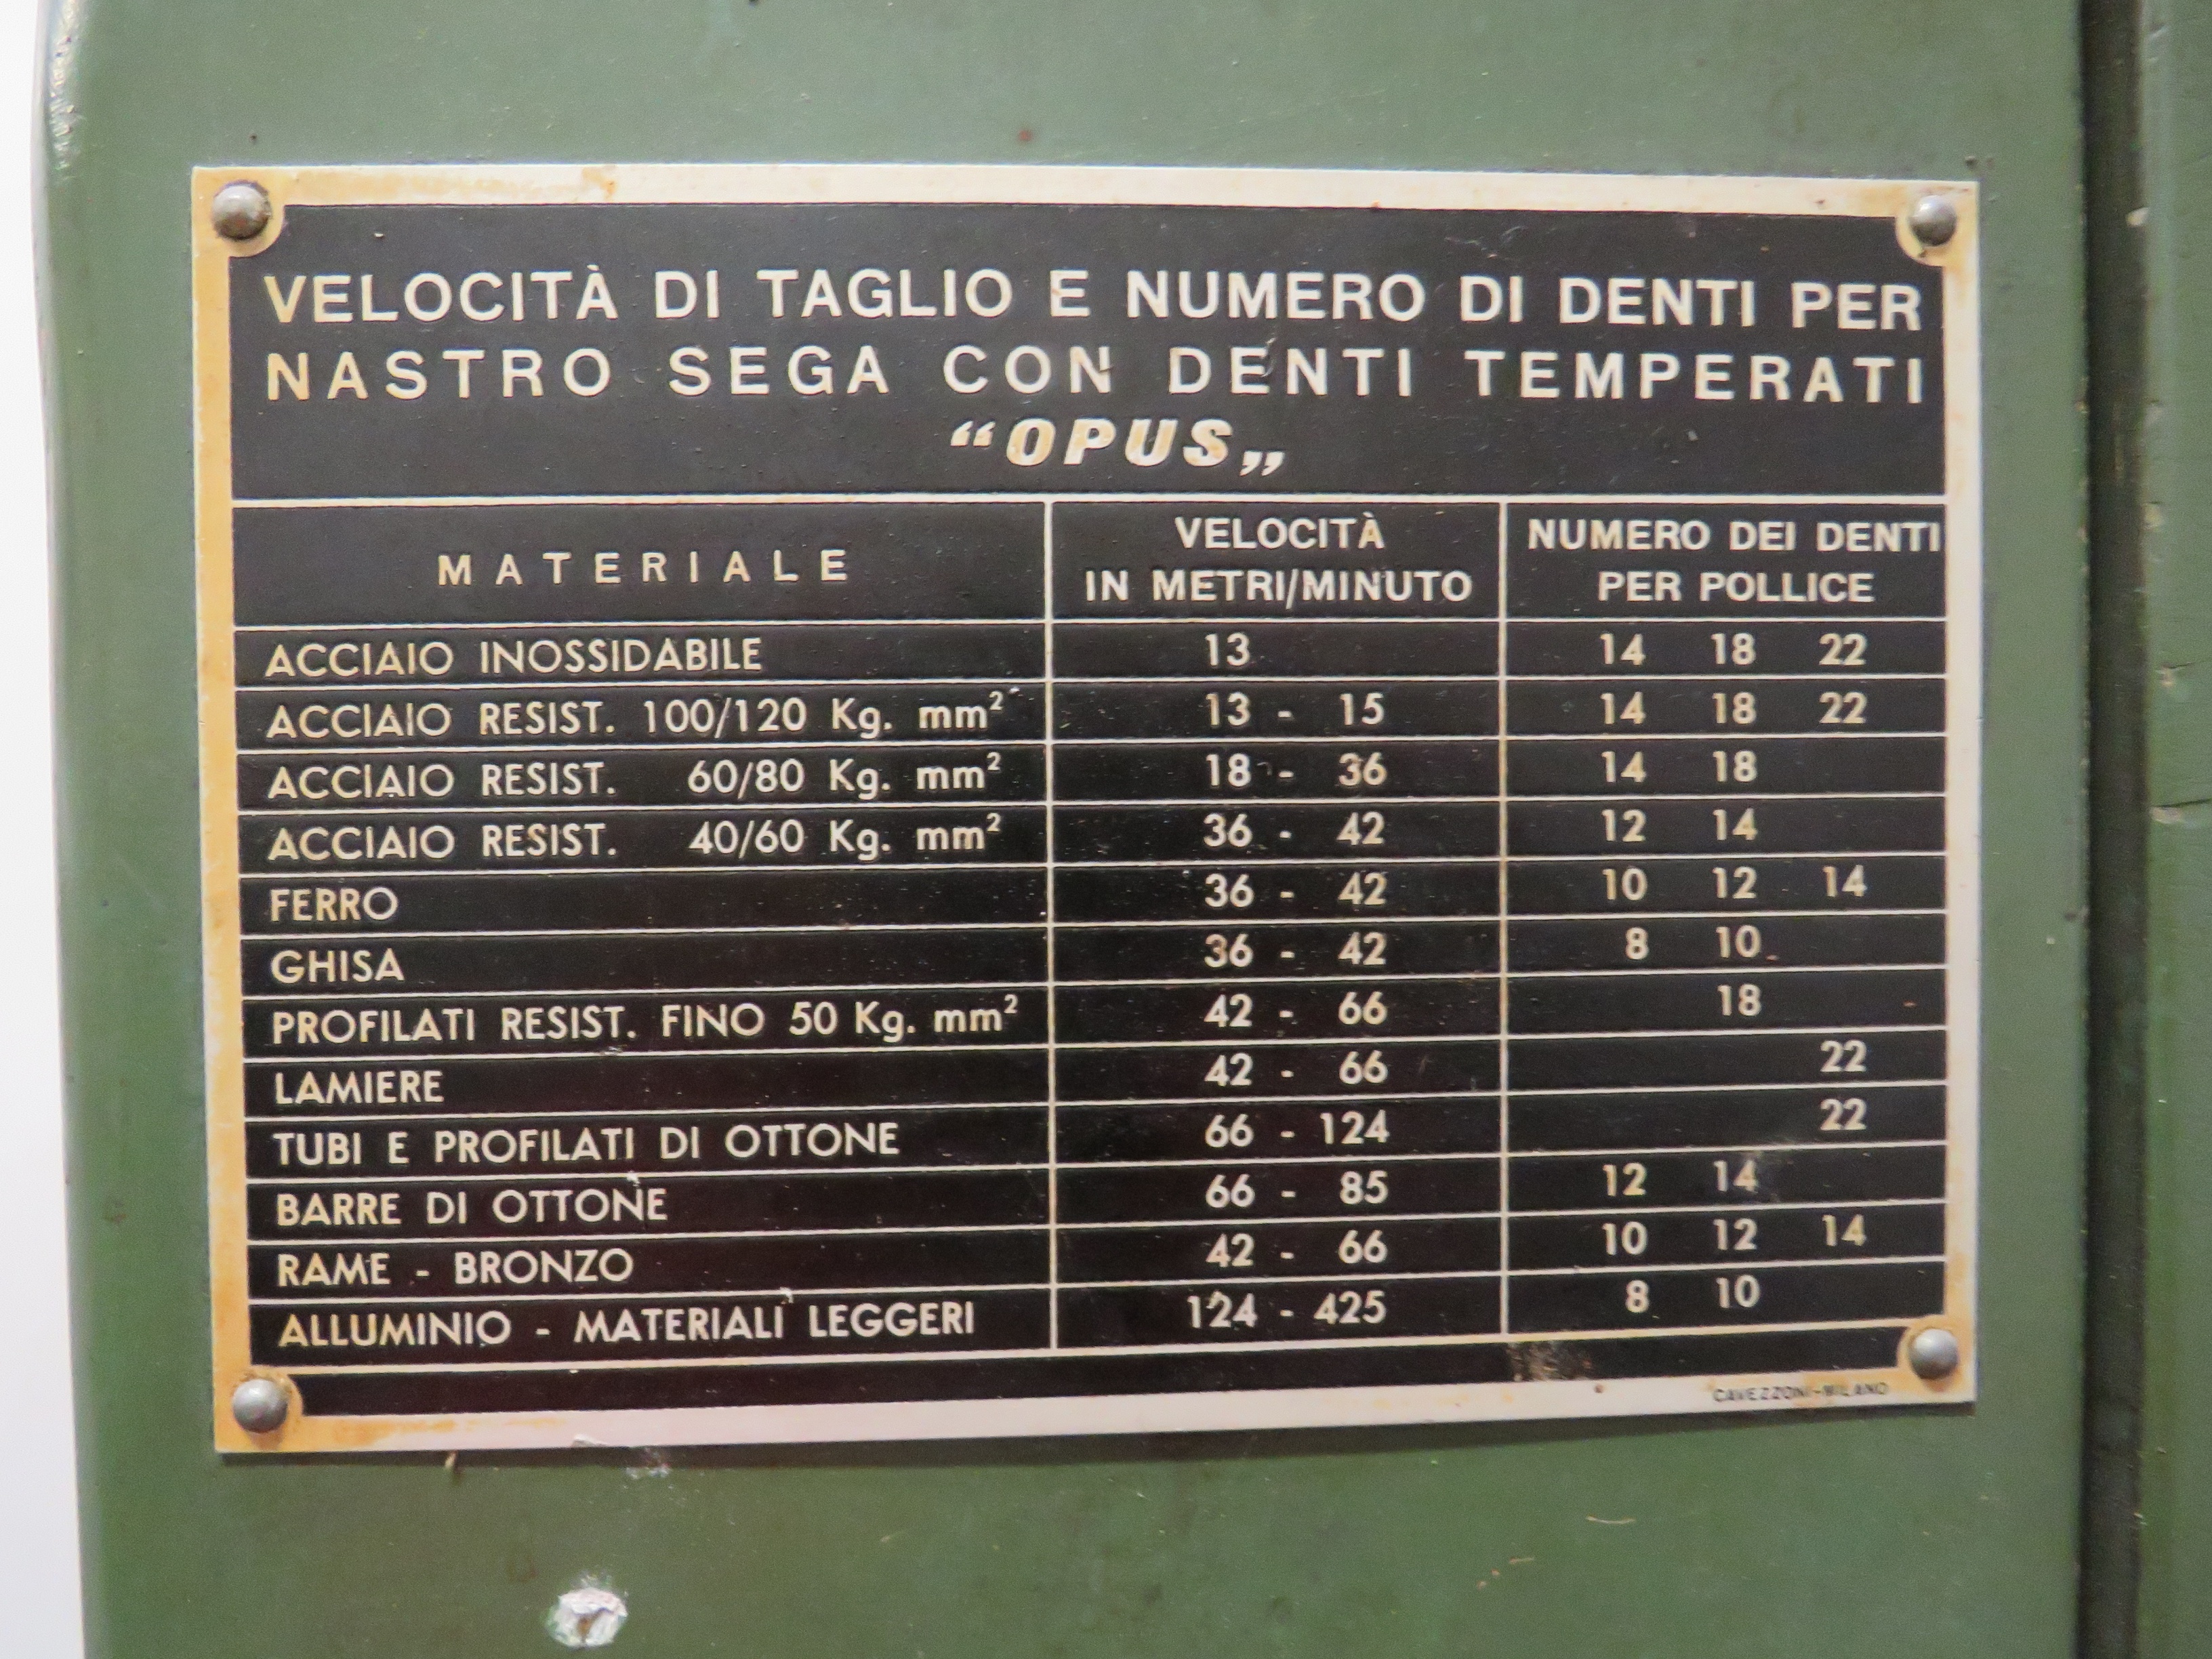 VELOCITÀ DI TAGLIO E NUMERO DI DENTI PER
NASTRO SEGA CON DENTI TEMPERATI
“OPUS„
MATERIALE VELOCITÀ IN METRI/MINUTO NUMERO DEI DENTI PER POLLICE
ACCIAIO INOSSIDABILE 13 14 18 22
ACCIAIO RESIST. 100/120 Kg. mm² 13 - 15 14 18 22
ACCIAIO RESIST. 60/80 Kg. mm² 18 - 36 14 18
ACCIAIO RESIST. 40/60 Kg. mm² 36 - 42 12 14
FERRO 36 - 42 10 12 14
GHISA 36 - 42 8 10
PROFILATI RESIST. FINO 50 Kg. mm² 42 - 66 18
LAMIERE 42 - 66 22
TUBI E PROFILATI DI OTTONE 66 - 124 22
BARRE DI OTTONE 66 - 85 12 14
RAME - BRONZO 42 - 66 10 12 14
ALLUMINIO - MATERIALI LEGGERI 124 - 425 8 10
CAVEZZONI-MILANO